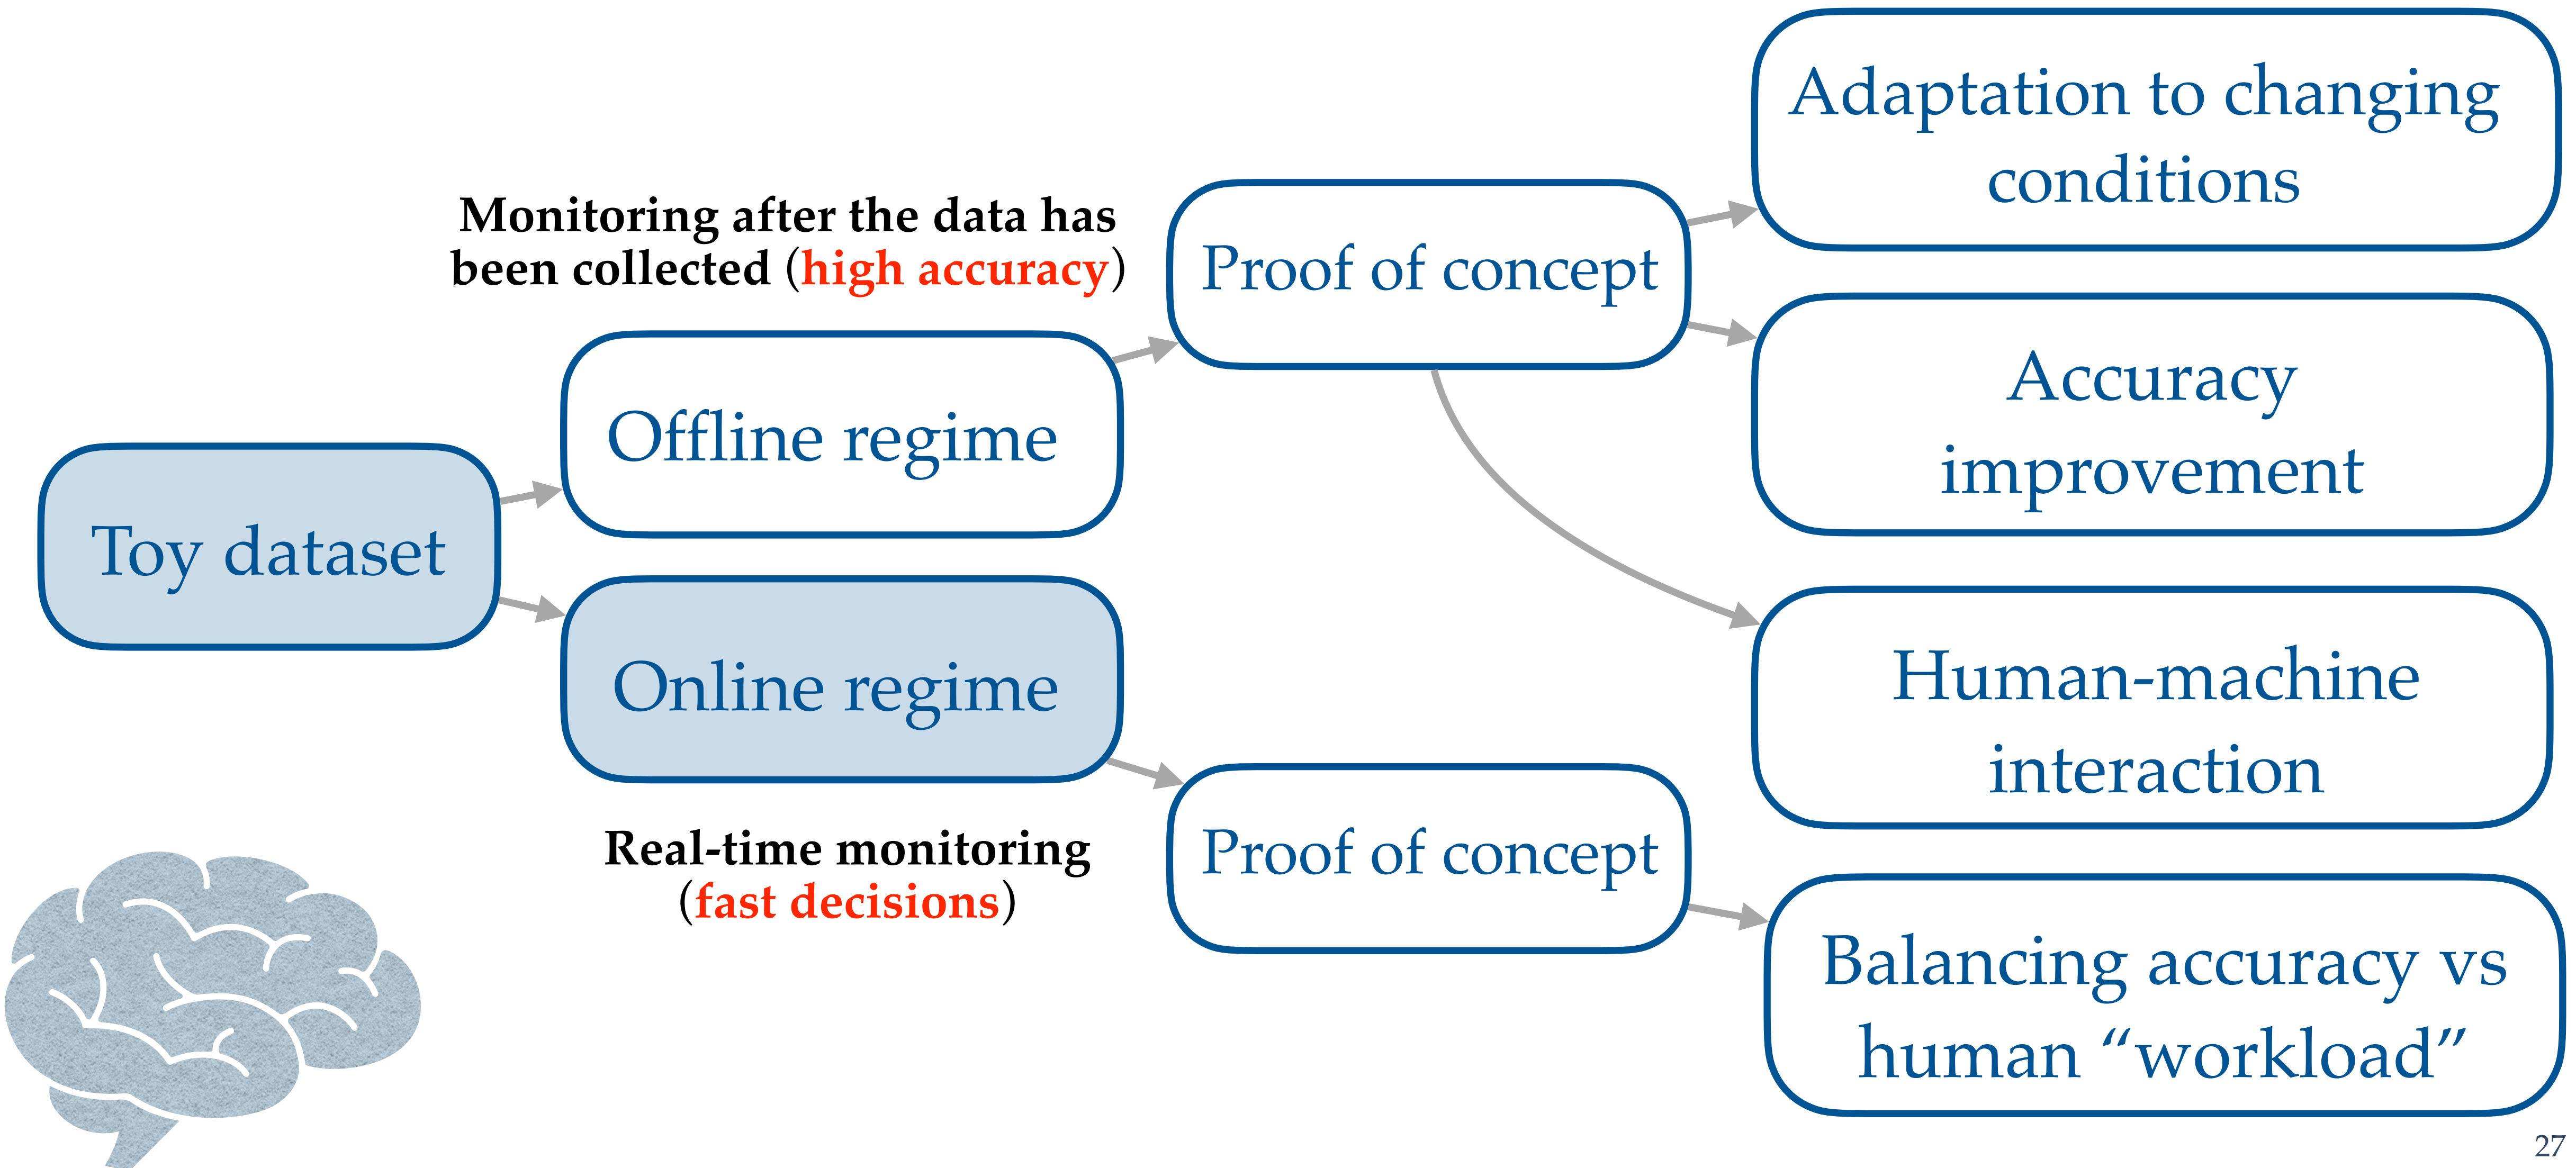 Adaptation to changing
conditions
Monitoring after the data has
been collected (high accuracy)
Proof of concept
Accuracy
improvement
Offline regime
Toy dataset
Online regime
Human-machine
interaction
Real-time monitoring
(fast decisions)
Proof of concept
Balancing accuracy vs
human “workload”
27